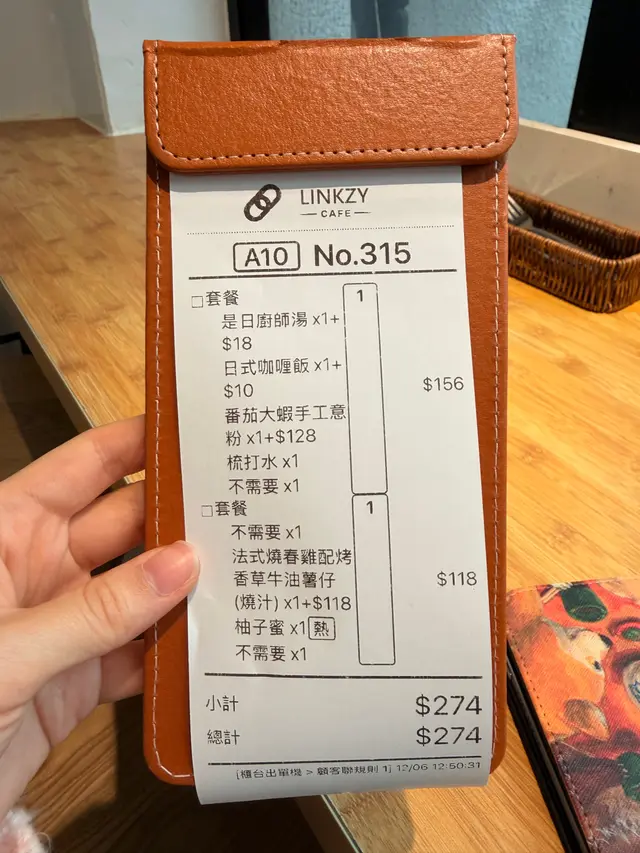 LINKZY
CAFE
A10 No.315
套餐 1
是日廚師湯 x1+
$18
日式咖喱飯 x1+
$10
$156
番茄大蝦手工意
粉 x1+$128
梳打水 x1
不需要 x1
套餐 1
不需要 x1
法式燒春雞配烤
香草牛油薯仔
$118
(燒汁) x1+$118
柚子蜜 x1 熱
不需要 x1
小計 $274
總計 $274
[櫃台出單機 > 顧客聯規則 1] 12/06 12:50:31